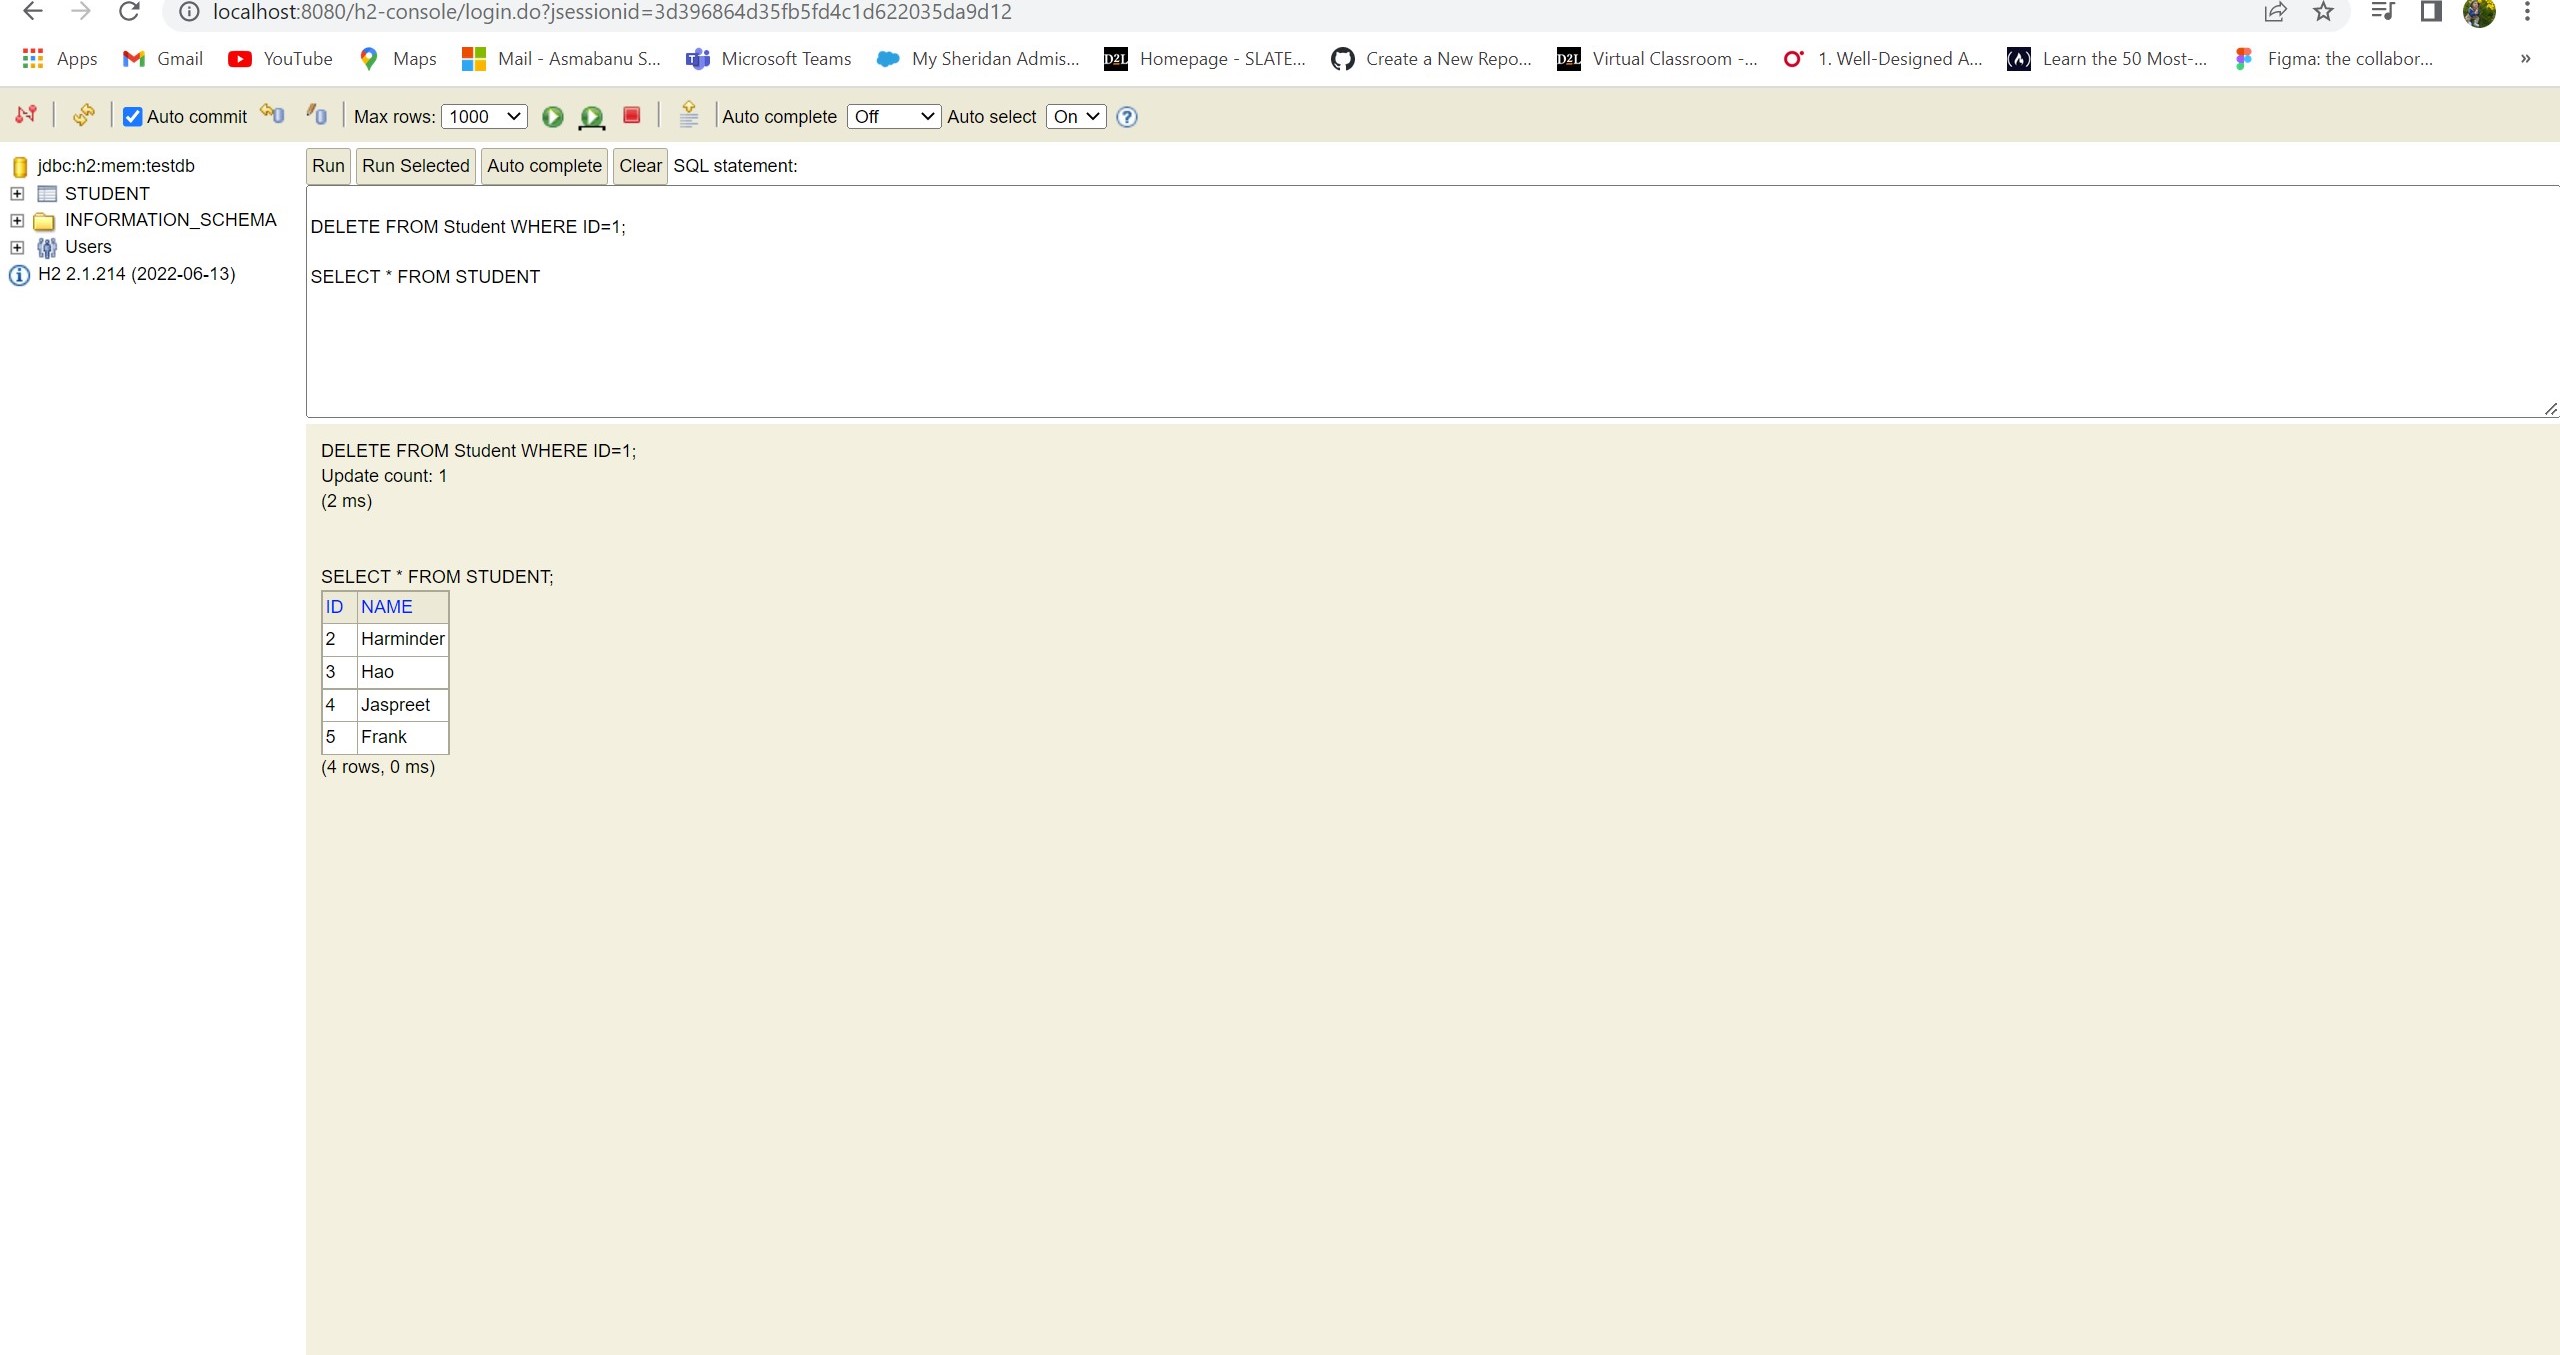 localhost:8080/h2-console/login.do?jsessionid=3d396864d35fb5fd4c1d622035da9d12
Apps Gmail YouTube Maps Mail - Asmabanu S... Microsoft Teams My Sheridan Admis... D2L Homepage - SLATE... Create a New Repo... D2L Virtual Classroom -... 1. Well-Designed A... (A) Learn the 50 Most-... Figma: the collabor... »
Auto commit Max rows: 1000 Auto complete Off Auto select On ?
jdbc:h2:mem:testdb
STUDENT
INFORMATION_SCHEMA
Users
H2 2.1.214 (2022-06-13)
Run Run Selected Auto complete Clear SQL statement:
DELETE FROM Student WHERE ID=1;
SELECT * FROM STUDENT
DELETE FROM Student WHERE ID=1;
Update count: 1
(2 ms)
SELECT * FROM STUDENT;
ID NAME
2 Harminder
3 Hao
4 Jaspreet
5 Frank
(4 rows, 0 ms)